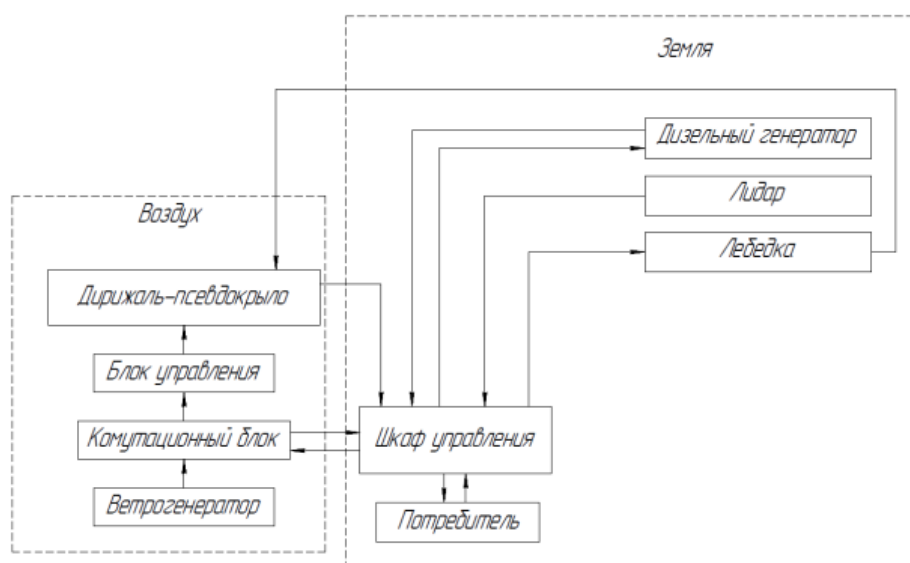 Земля
Дизельный генератор
Лидар
Лебедка
Воздух
Дирижаль-псевдокрыло
Блок управления
Комутационный блок
Ветрогенератор
Шкаф управления
Потребитель